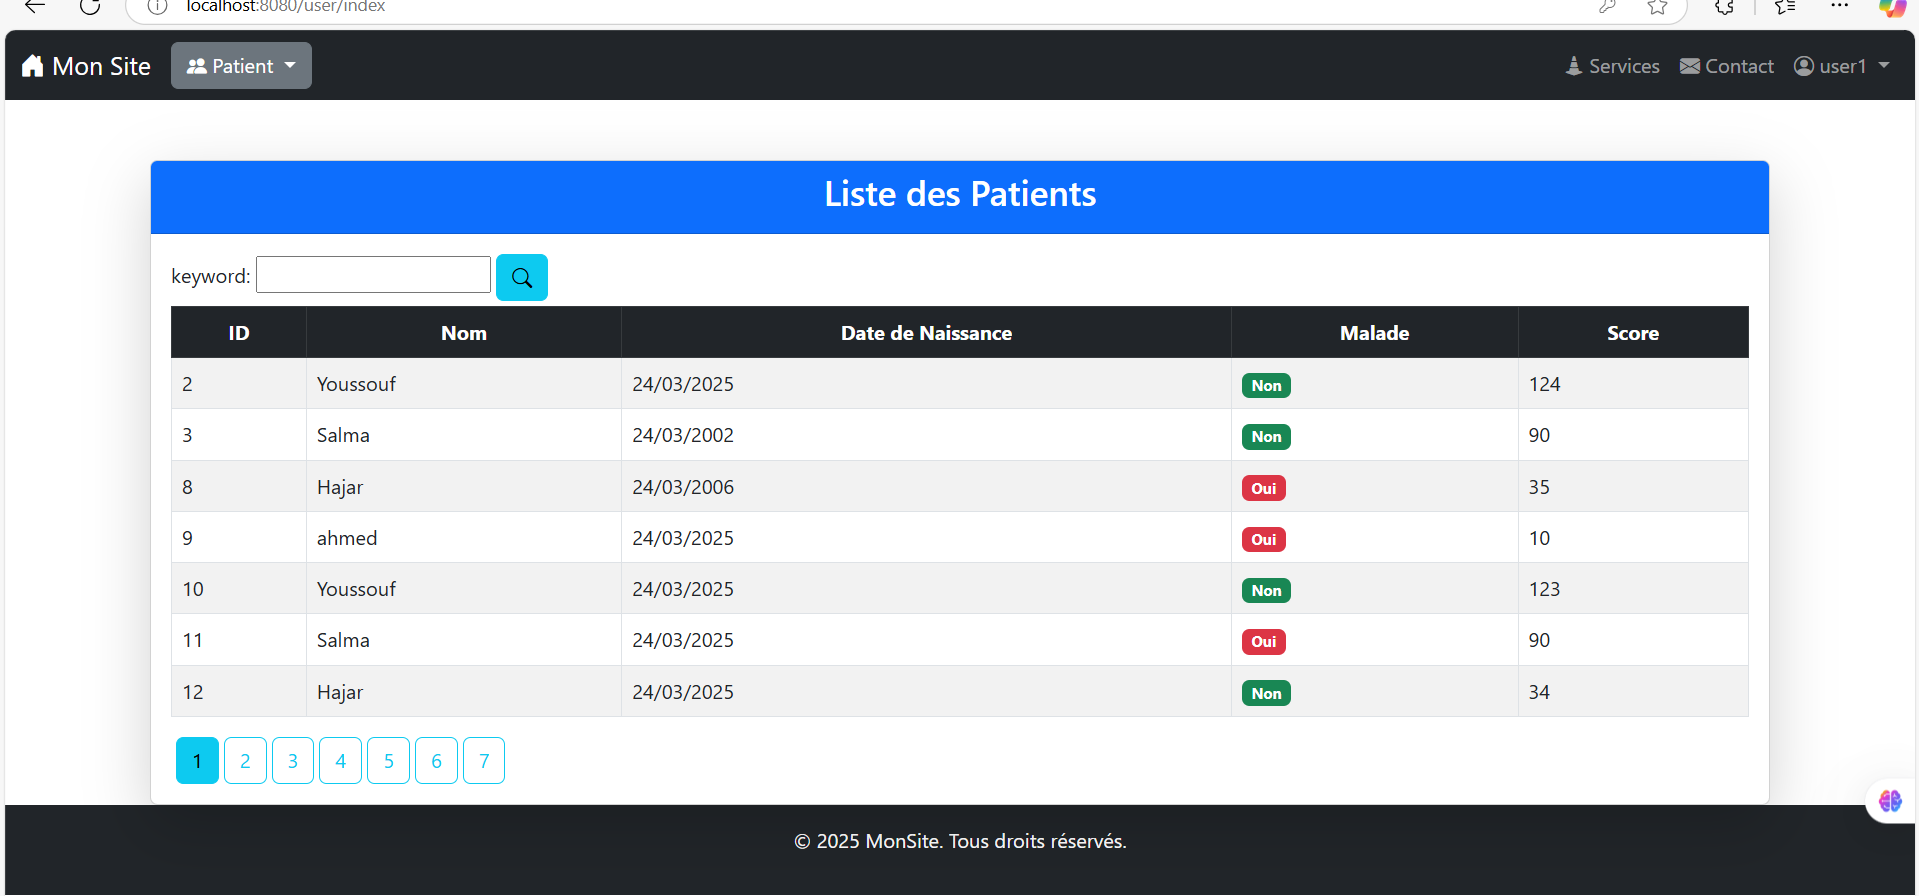 localhost:8080/user/index
Mon Site Patient Services Contact user1
Liste des Patients
keyword:
ID Nom Date de Naissance Malade Score
2 Youssouf 24/03/2025 Non 124
3 Salma 24/03/2002 Non 90
8 Hajar 24/03/2006 Oui 35
9 ahmed 24/03/2025 Oui 10
10 Youssouf 24/03/2025 Non 123
11 Salma 24/03/2025 Oui 90
12 Hajar 24/03/2025 Non 34
1 2 3 4 5 6 7
© 2025 MonSite. Tous droits réservés.